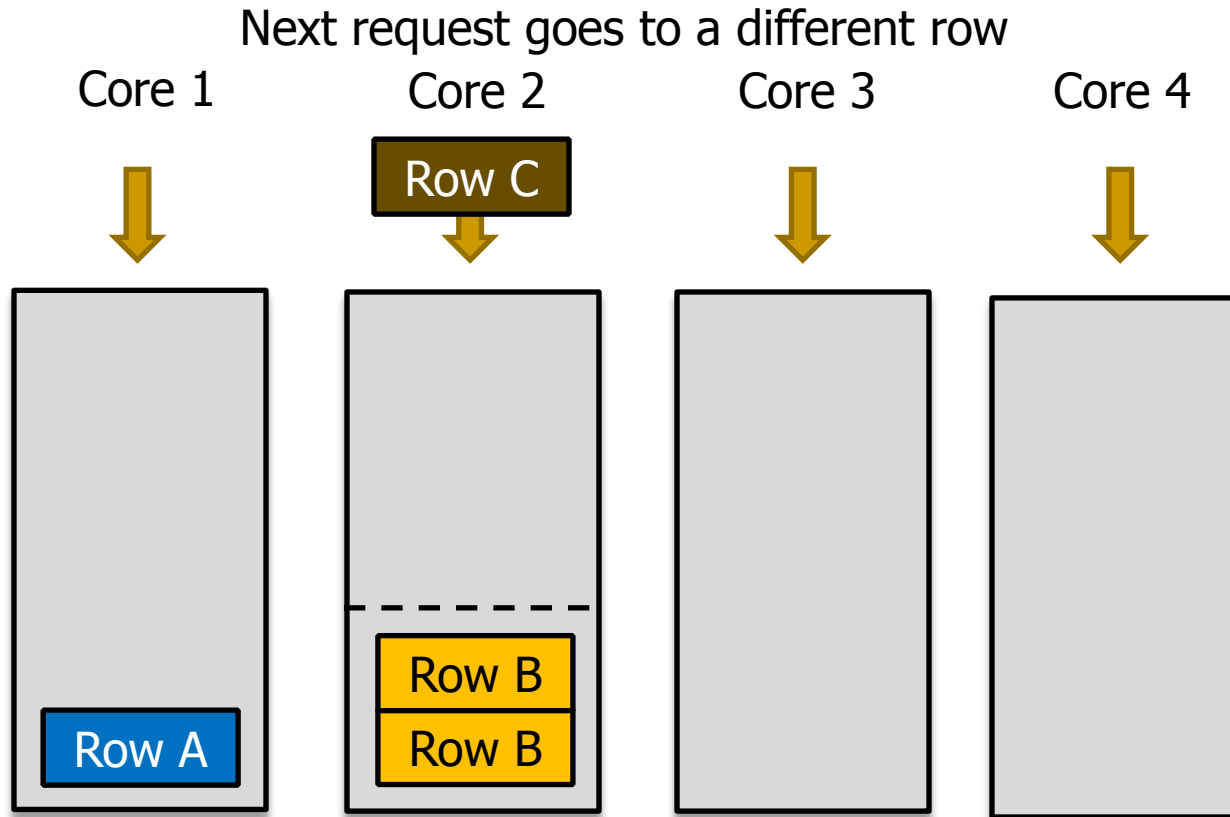 Next request goes to a different row
Core 1 Core 2 Core 3 Core 4
Row C
Row B
Row A Row B